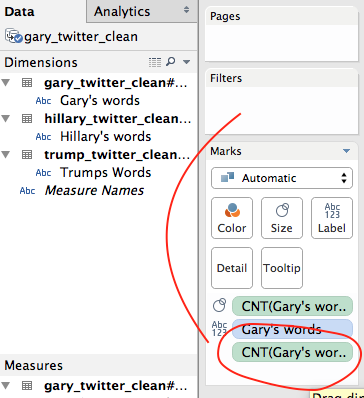 Data
Analytics
gary_twitter_clean
Dimensions
gary_twitter_clean#...
Abc Gary's words
hillary_twitter_clean...
Abc Hillary's words
trump_twitter_clean...
Abc Trumps Words
Abc Measure Names
Measures
gary_twitter_clean#...
Pages
Filters
Marks
Automatic
Abc
123
Color Size Label
Detail Tooltip
CNT(Gary's wor..
Abc
123
Gary's words
CNT(Gary's wor..